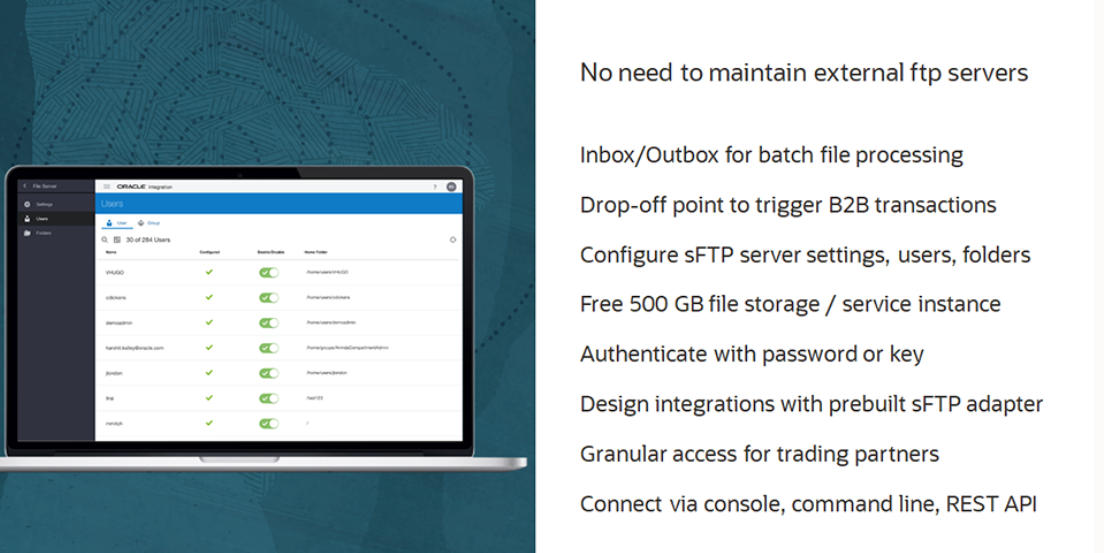 File Server
ORACLE Integration
?
Settings
Users
Users
Folders
User Group
30 of 284 Users
Name Configured Enable/Disable Home Folder
VHUGO /home/users/VHUGO
cdickens /home/users/cdickens
demoadmin /home/users/demoadmin
harshit.kalley@oracle.com
jlondon /home/users/jlondon
/
No need to maintain external ftp servers
Inbox/Outbox for batch file processing
Drop-off point to trigger B2B transactions
Configure sFTP server settings, users, folders
Free 500 GB file storage / service instance
Authenticate with password or key
Design integrations with prebuilt sFTP adapter
Granular access for trading partners
Connect via console, command line, REST API